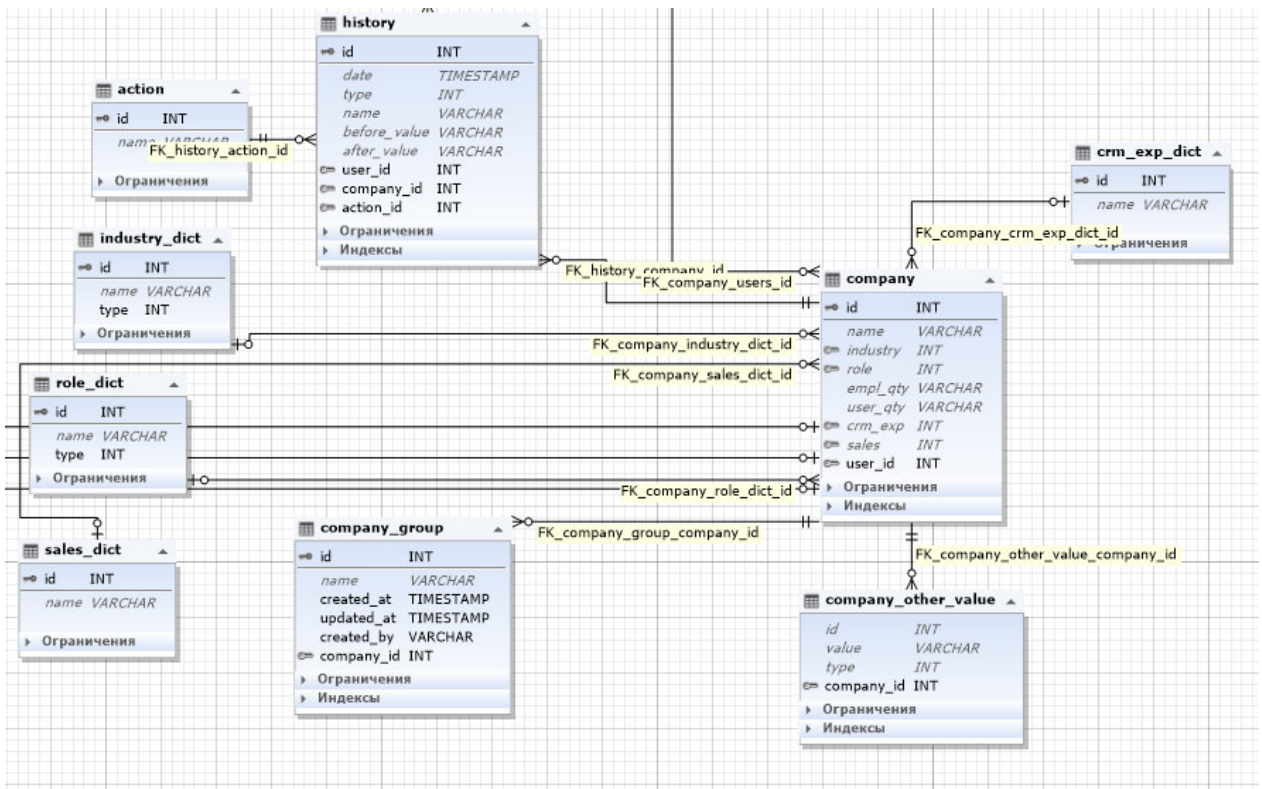 history
id INT
date TIMESTAMP
type INT
name VARCHAR
before_value VARCHAR
after_value VARCHAR
user_id INT
company_id INT
action_id INT
Ограничения
Индексы
action
id INT
name VARCHAR
Ограничения
FK_history_action_id
crm_exp_dict
id INT
name VARCHAR
Ограничения
FK_company_crm_exp_dict_id
industry_dict
id INT
name VARCHAR
type INT
Ограничения
FK_history_company_id
FK_company_users_id
FK_company_industry_dict_id
FK_company_sales_dict_id
company
id INT
name VARCHAR
industry INT
role INT
empl_qty VARCHAR
user_qty VARCHAR
crm_exp INT
sales INT
user_id INT
Ограничения
Индексы
role_dict
id INT
name VARCHAR
type INT
Ограничения
FK_company_role_dict_id
FK_company_group_company_id
FK_company_other_value_company_id
sales_dict
id INT
name VARCHAR
Ограничения
company_group
id INT
name VARCHAR
created_at TIMESTAMP
updated_at TIMESTAMP
created_by VARCHAR
company_id INT
Ограничения
Индексы
company_other_value
id INT
value VARCHAR
type INT
company_id INT
Ограничения
Индексы